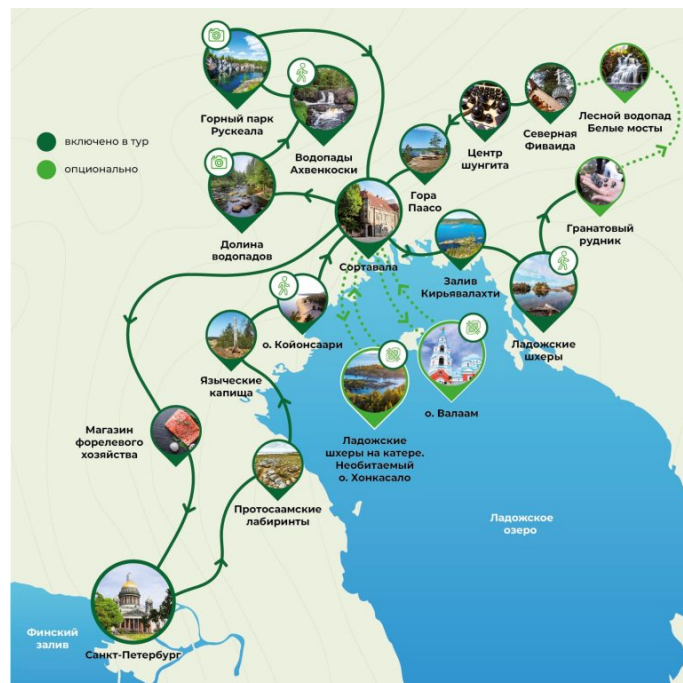 включено в тур
опционально
Горный парк
Рускеала
Водопады
Ахвенкоски
Долина
водопадов
Сортавала
Гора
Паасо
Центр
шунгита
Северная
Фиваида
Лесной водопад
Белые мосты
Гранатовый
рудник
Залив
Кирьявалахти
Ладожские
шхеры
о. Койонсаари
Языческие
капища
о. Валаам
Ладожские
шхеры на катере.
Необитаемый
о. Хонкасало
Магазин
форелевого
хозяйства
Протосаамские
лабиринты
Ладожское
озеро
Финский
залив
Санкт-Петербург